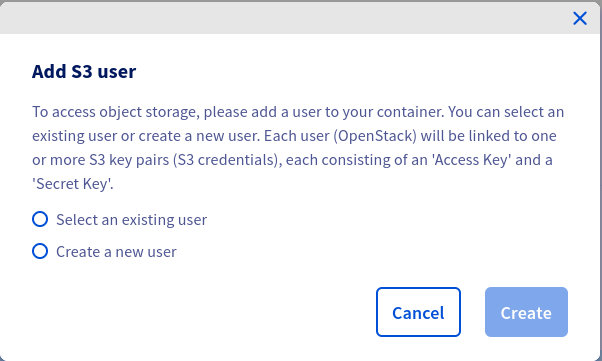 Add S3 user
To access object storage, please add a user to your container. You can select an
existing user or create a new user. Each user (OpenStack) will be linked to one
or more S3 key pairs (S3 credentials), each consisting of an 'Access Key' and a
'Secret Key'.
Select an existing user
Create a new user
Cancel
Create